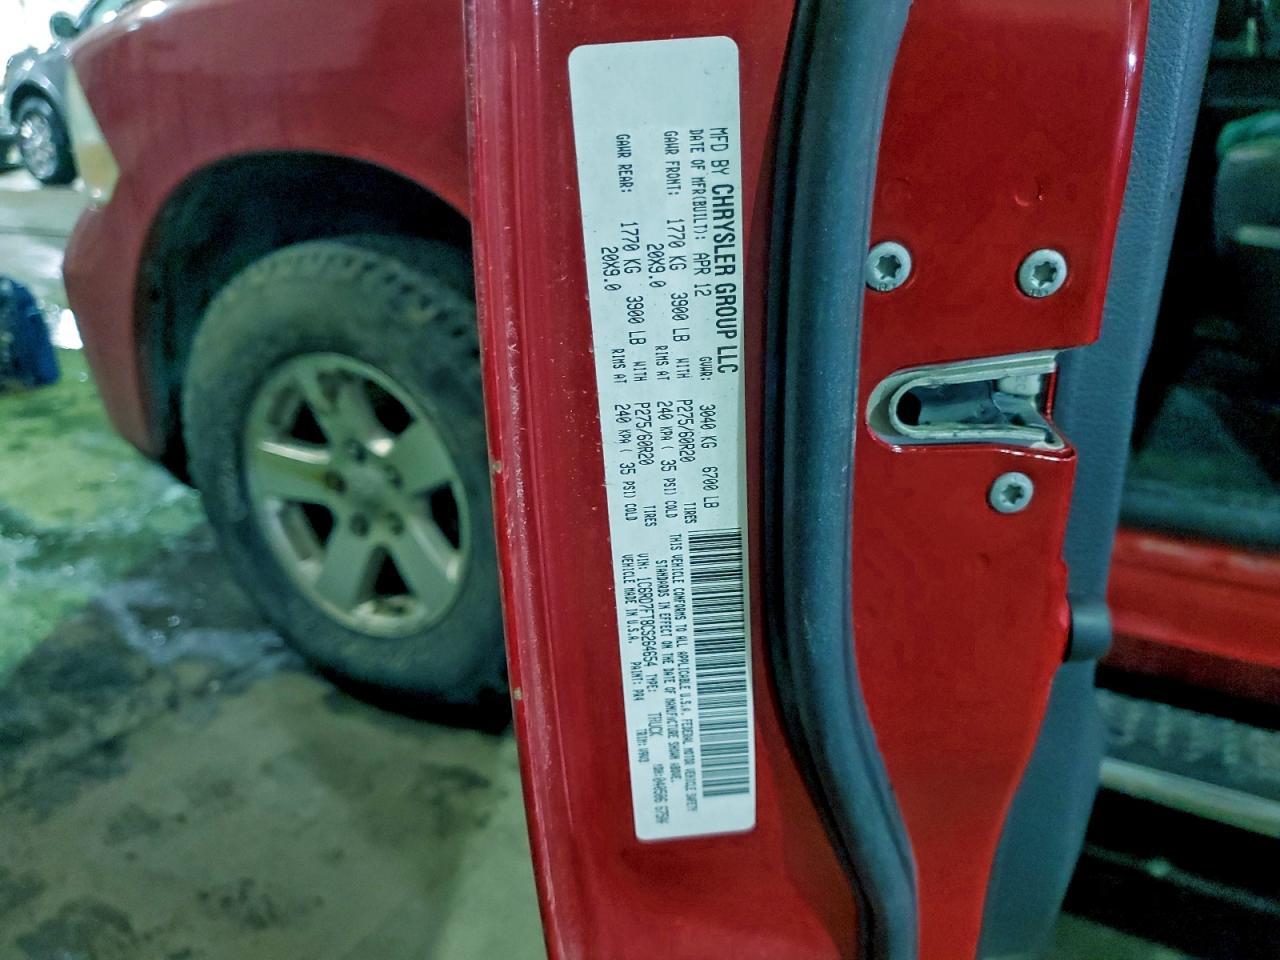 MFD BY CHRYSLER GROUP LLC
DATE OF MFR(BUILT): APR 12 GVWR: 3040 KG 6700 LB
GAWR FRONT: 1770 KG 3900 LB WITH P275/60R20 TIRES
20X9.0 RIMS AT 240 KPA ( 35 PSI) COLD
GAWR REAR: 1770 KG 3900 LB WITH P275/60R20 TIRES
20X9.0 RIMS AT 240 KPA ( 35 PSI) COLD
THIS VEHICLE CONFORMS TO ALL APPLICABLE U.S.A. FEDERAL MOTOR VEHICLE SAFETY
STANDARDS IN EFFECT ON THE DATE OF MANUFACTURE SHOWN ABOVE.
VIN: 1C6RD7FT8CS264654 TYPE: TRUCK
VEHICLE MADE IN U.S.A. PAINT: PR4